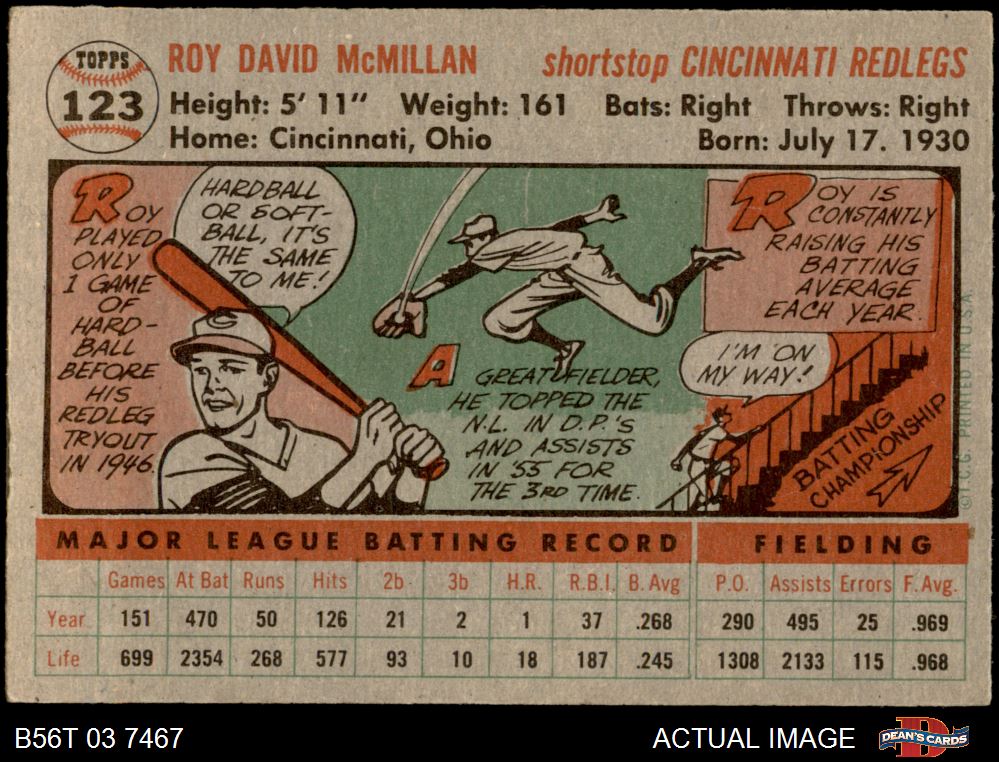 TOPPS
123
ROY DAVID McMILLAN
shortstop CINCINNATI REDLEGS
Height: 5' 11" Weight: 161 Bats: Right Throws: Right
Home: Cincinnati, Ohio Born: July 17. 1930
ROY
PLAYED
ONLY
1 GAME
OF
HARD-
BALL
BEFORE
HIS
REDLEG
TRYOUT
IN 1946.
HARDBALL
OR SOFT-
BALL, IT'S
THE SAME
TO ME!
C
A
GREAT FIELDER,
HE TOPPED THE
N.L. IN D.P.'S
AND ASSISTS
IN '55 FOR
THE 3RD TIME.
ROY IS
CONSTANTLY
RAISING HIS
BATTING
AVERAGE
EACH YEAR.
I'M ON
MY WAY!
BATTING
CHAMPIONSHIP
©T.C.G. PRINTED IN U.S.A.
MAJOR LEAGUE BATTING RECORD FIELDING
Games At Bat Runs Hits 2b 3b H.R. R.B.I. B. Avg P.O. Assists Errors F. Avg.
Year 151 470 50 126 21 2 1 37 .268 290 495 25 .969
Life 699 2354 268 577 93 10 18 187 .245 1308 2133 115 .968
B56T 03 7467
ACTUAL IMAGE
D
DEAN'S CARDS